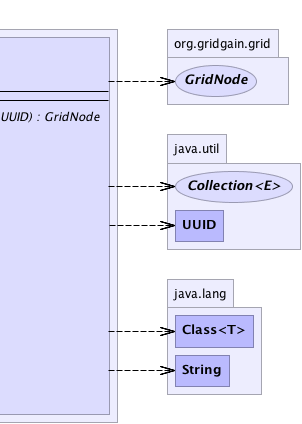 org.gridgain.grid
GridNode
UUID) : GridNode
java.util
Collection<E>
UUID
java.lang
Class<T>
String